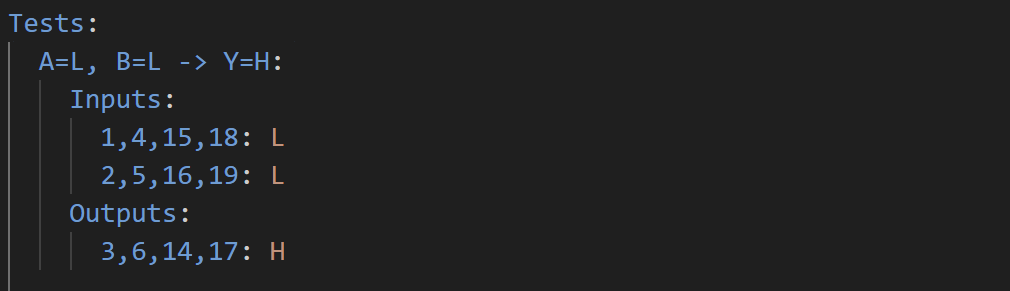 Tests:
A=L, B=L -> Y=H:
Inputs:
1,4,15,18: L
2,5,16,19: L
Outputs:
3,6,14,17: H